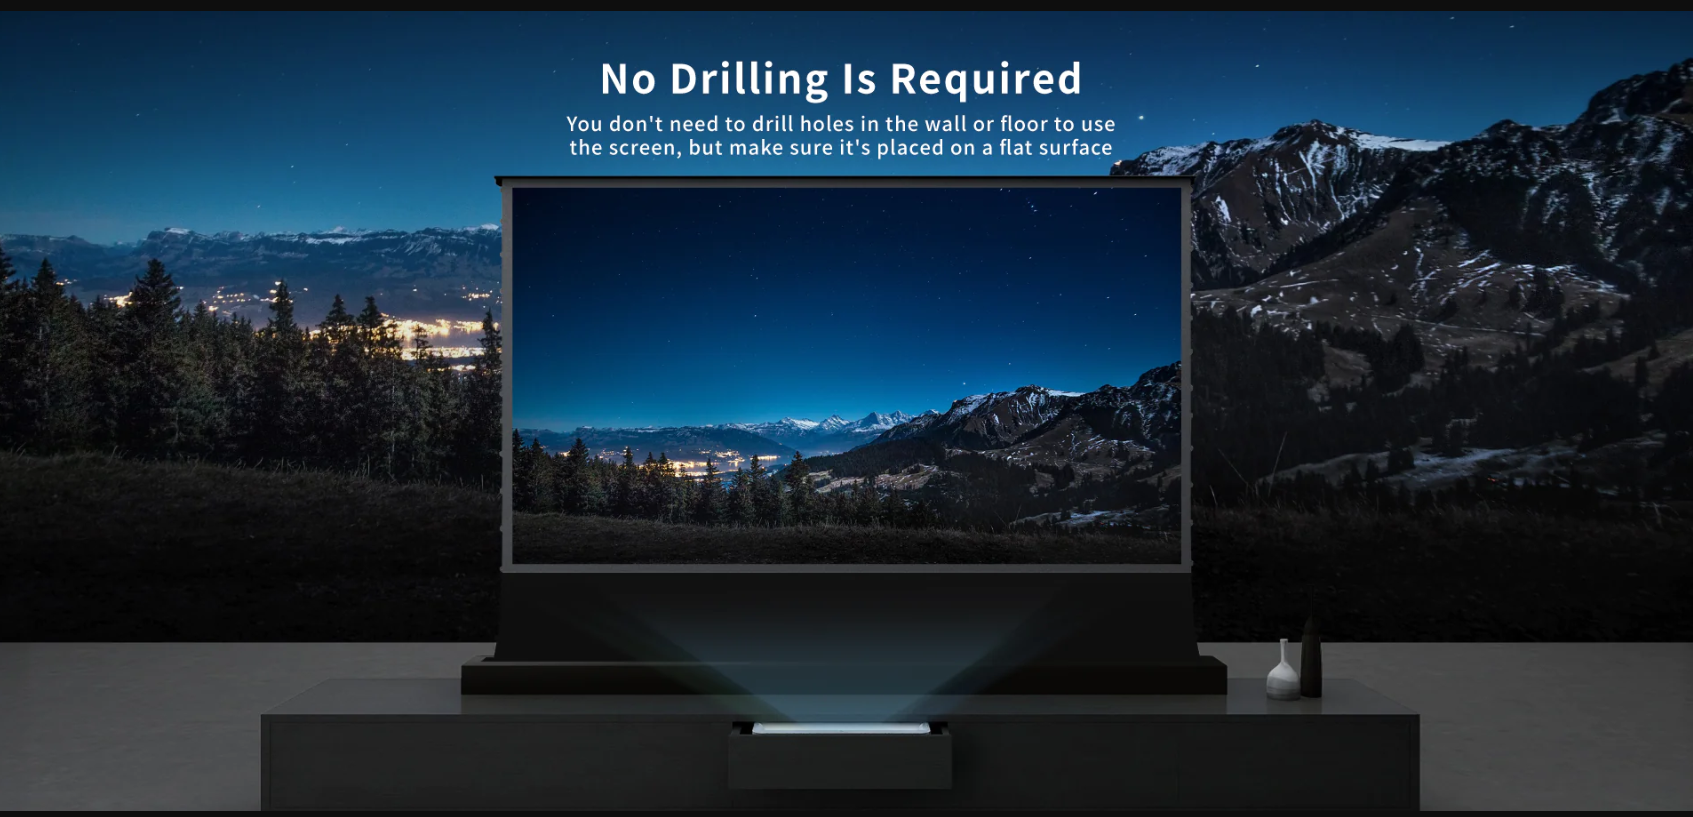 No Drilling Is Required
You don't need to drill holes in the wall or floor to use
the screen, but make sure it's placed on a flat surface